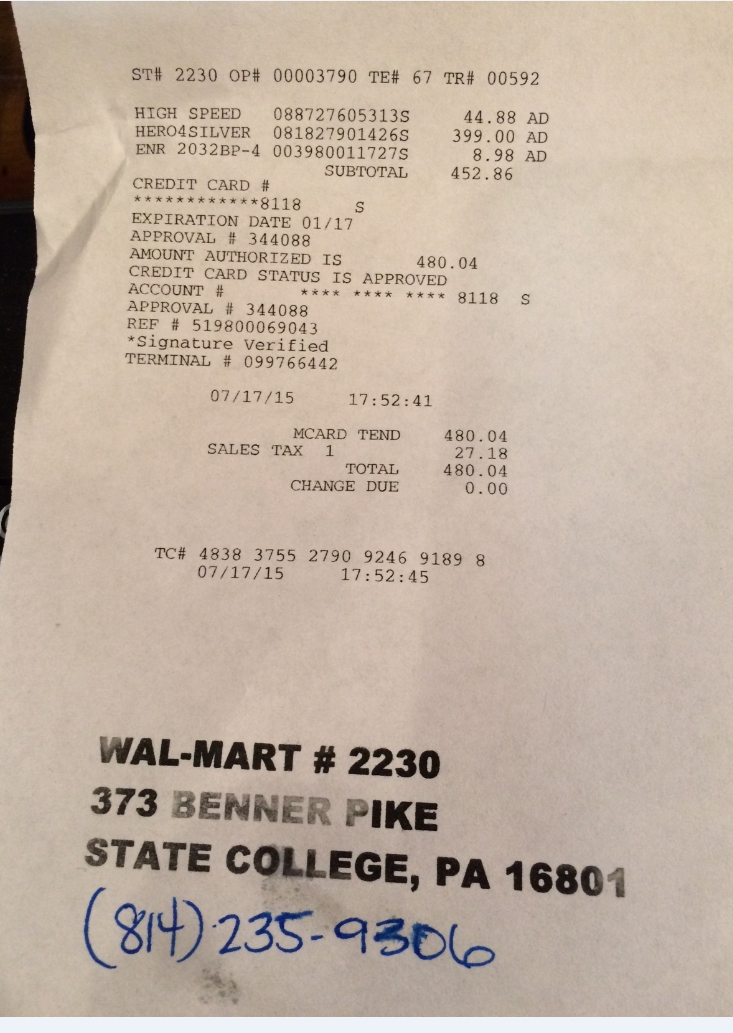 ST# 2230 OP# 00003790 TE# 67 TR# 00592
HIGH SPEED 088727605313S 44.88 AD
HERO4SILVER 081827901426S 399.00 AD
ENR 2032BP-4 003980011727S 8.98 AD
SUBTOTAL 452.86
CREDIT CARD #
************8118 S
EXPIRATION DATE 01/17
APPROVAL # 344088
AMOUNT AUTHORIZED IS 480.04
CREDIT CARD STATUS IS APPROVED
ACCOUNT # **** **** **** 8118 S
APPROVAL # 344088
REF # 519800069043
*Signature Verified
TERMINAL # 099766442
07/17/15 17:52:41
MCARD TEND 480.04
SALES TAX 1 27.18
TOTAL 480.04
CHANGE DUE 0.00
TC# 4838 3755 2790 9246 9189 8
07/17/15 17:52:45
WAL-MART # 2230
373 BENNER PIKE
STATE COLLEGE, PA 16801
(814) 235-9306